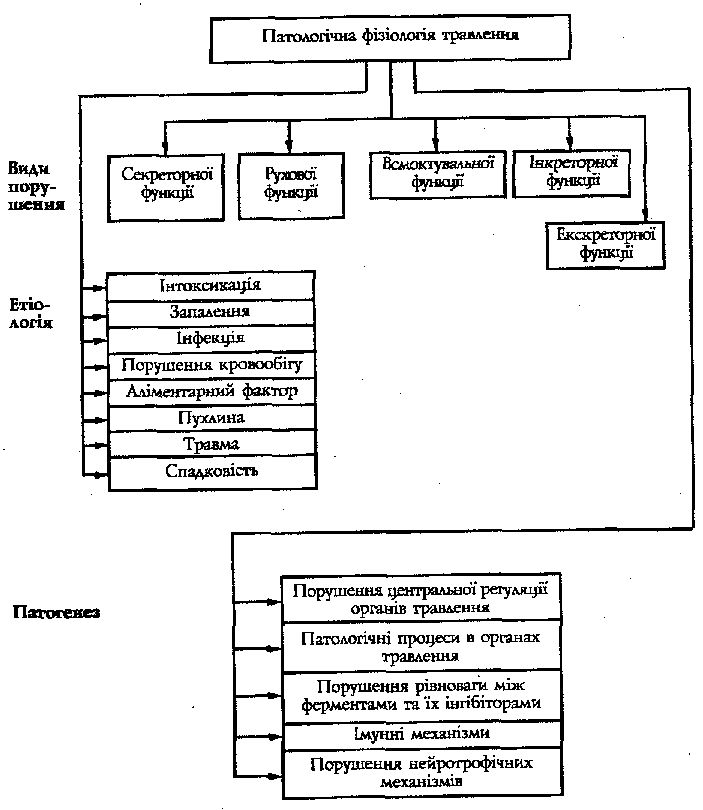 Патологічна фізіологія травлення
Види
пору-
шення
Секреторної
функції
Рухової
функції
Всмоктувальної
функції
Інкреторної
функції
Екскреторної
функції
Етіо-
логія
Інтоксикація
Запалення
Інфекція
Порушення кровообігу
Аліментарний фактор
Пухлина
Травма
Спадковість
Патогенез
Порушення центральної регуляції
органів травлення
Патологічні процеси в органах
травлення
Порушення рівноваги між
ферментами та їх інгібіторами
Імунні механізми
Порушення нейротрофічних
механізмів